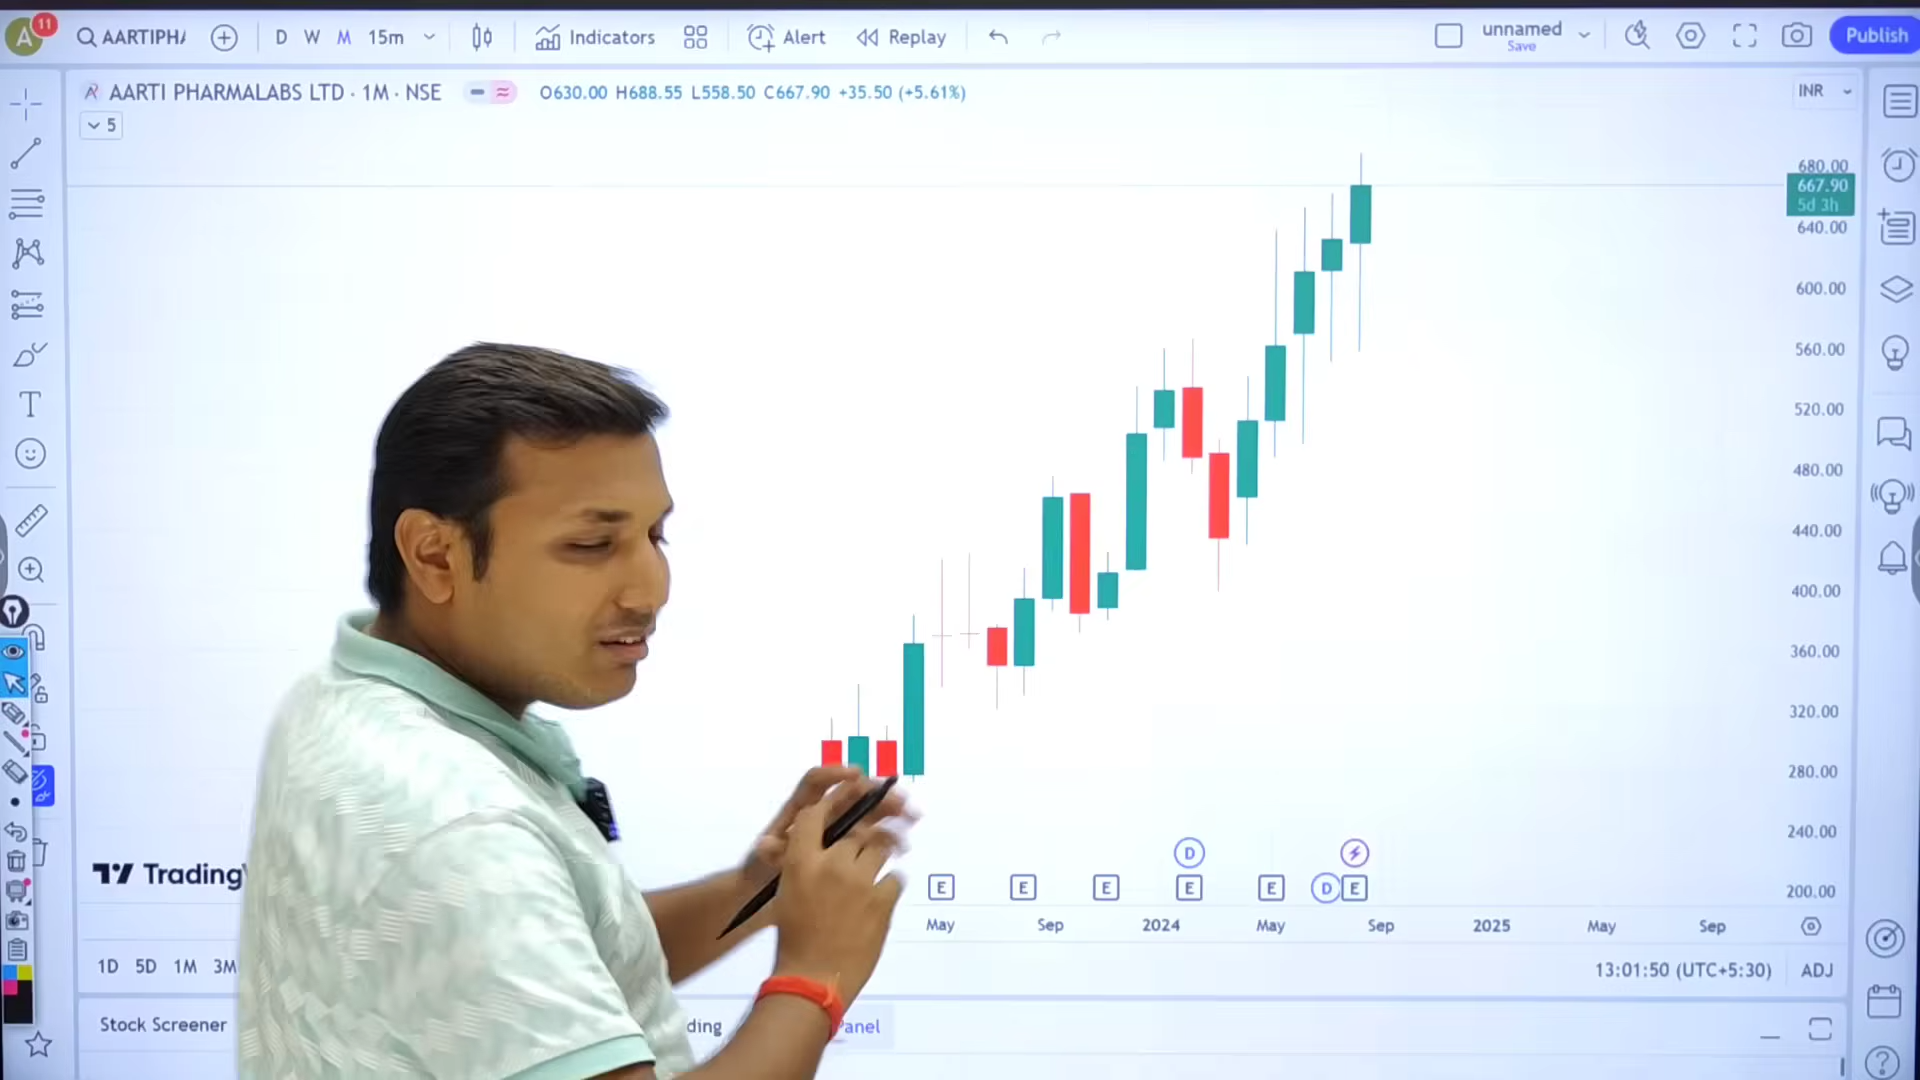 A 11 AARTIPHA D W M 15m Indicators Alert Replay unnamed Save Publish
AARTI PHARMALABS LTD · 1M · NSE O630.00 H688.55 L558.50 C667.90 +35.50 (+5.61%) INR
5
680.00
667.90
5d 3h
640.00
600.00
560.00
520.00
480.00
440.00
400.00
360.00
320.00
280.00
240.00
200.00
D
Trading
E E E E E D E
May Sep 2024 May Sep 2025 May Sep
1D 5D 1M 3M 13:01:50 (UTC+5:30) ADJ
Stock Screener ding Panel